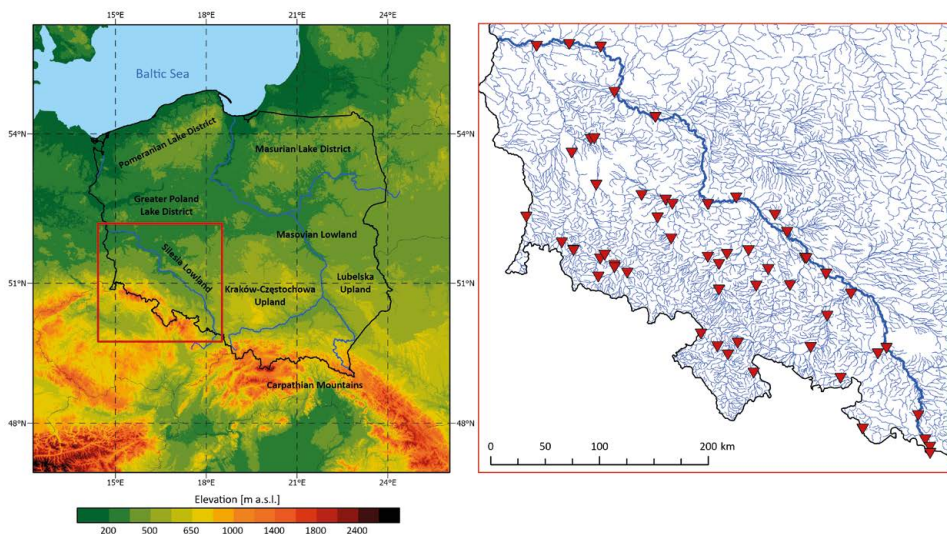 15°E
18°E
21°E
24°E
Baltic Sea
54°N
54°N
Pomeranian Lake District
Masurian Lake District
Greater Poland
Lake District
Masovian Lowland
Silesia Lowland
51°N
51°N
Kraków-Częstochowa
Upland
Lubelska
Upland
Carpathian Mountains
48°N
48°N
15°E
18°E
21°E
24°E
Elevation [m a.s.l.]
200 500 650 1000 1400 1800 2400
0 50 100 200 km